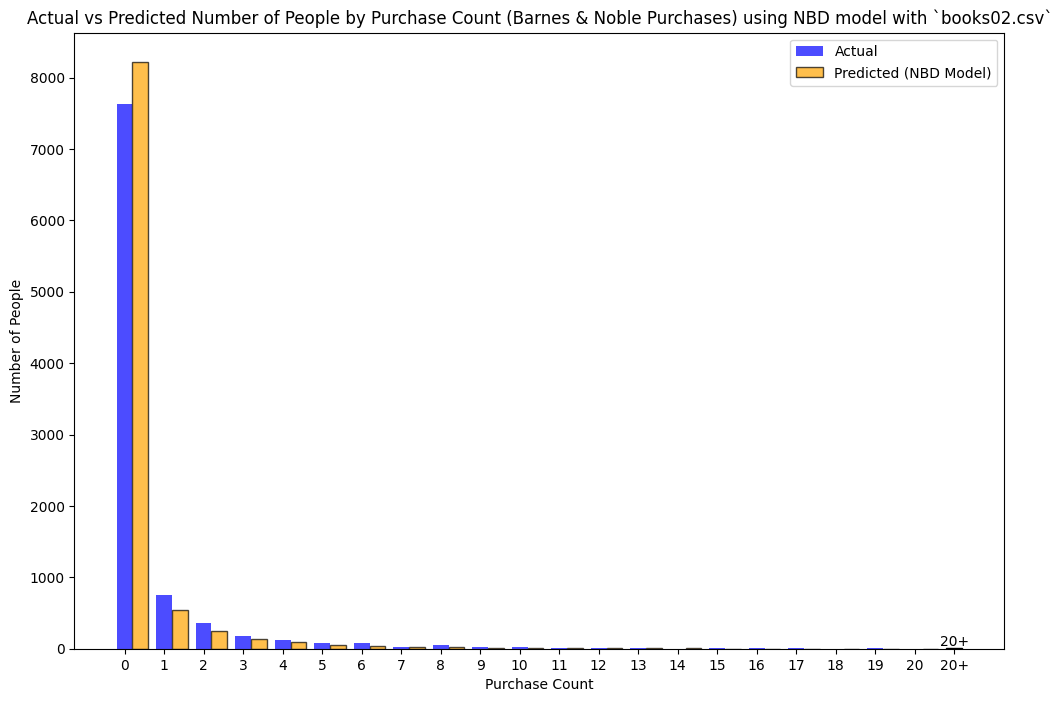 Actual vs Predicted Number of People by Purchase Count (Barnes & Noble Purchases) using NBD model with `books02.csv`
Actual
Predicted (NBD Model)
Number of People
8000
7000
6000
5000
4000
3000
2000
1000
0
20+
0 1 2 3 4 5 6 7 8 9 10 11 12 13 14 15 16 17 18 19 20 20+
Purchase Count